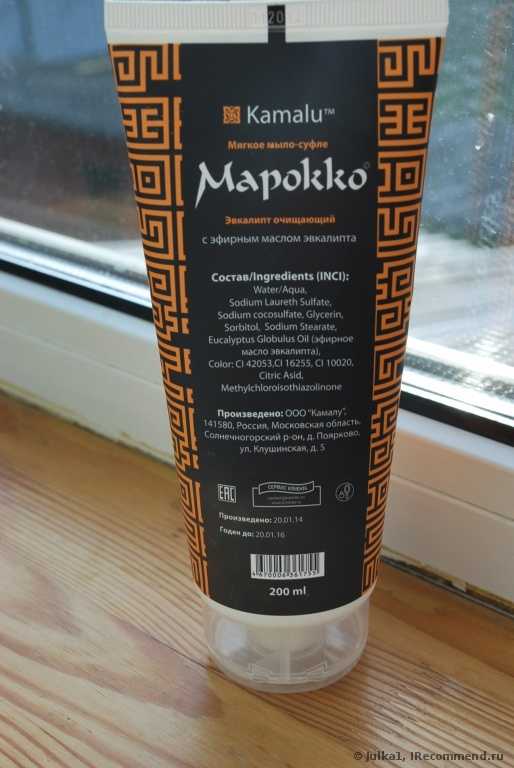 Kamalu™
Мягкое мыло-суфле
Марокко©
Эвкалипт очищающий
с эфирным маслом эвкалипта
Состав/Ingredients (INCI):
Water/Aqua,
Sodium Laureth Sulfate,
Sodium cocosulfate, Glycerin,
Sorbitol, Sodium Stearate,
Eucalyptus Globulus Oil (эфирное
масло эвкалипта),
Color: CI 42053,CI 16255, CI 10020,
Citric Asid,
Methylchloroisothiazolinone
Произведено: ООО "Камалу",
141580, Россия, Московская область,
Солнечногорский р-он, д. Поярково,
ул. Клушинская, д. 5
EAC
Произведено: 20.01.14
Годен до: 20.01.16
200 ml
© Julka1, IRecommend.ru